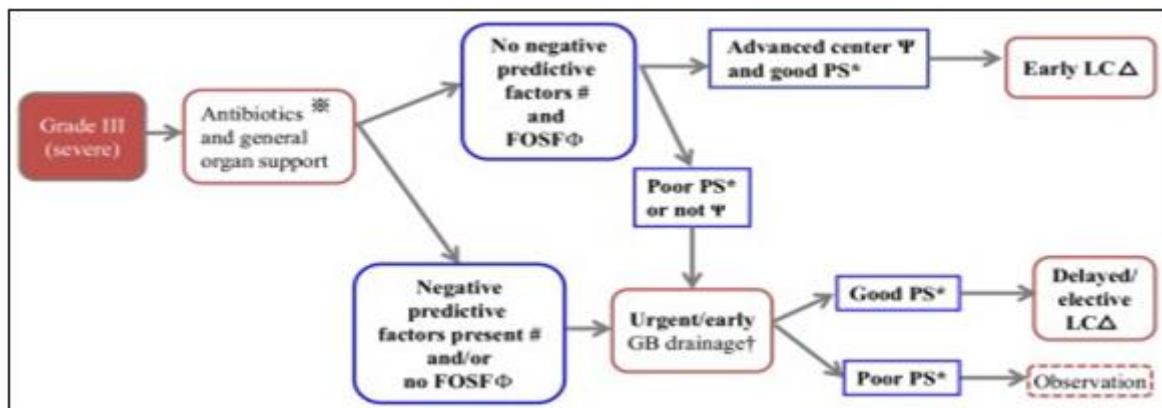 Grade III
(severe)
Antibiotics ※
and general
organ support
No negative
predictive
factors #
and
FOSFΦ
Advanced center Ψ
and good PS*
Early LC△
Poor PS*
or not Ψ
Negative
predictive
factors present #
and/or
no FOSFΦ
Urgent/early
GB drainage†
Good PS*
Delayed/
elective
LC△
Poor PS*
Observation